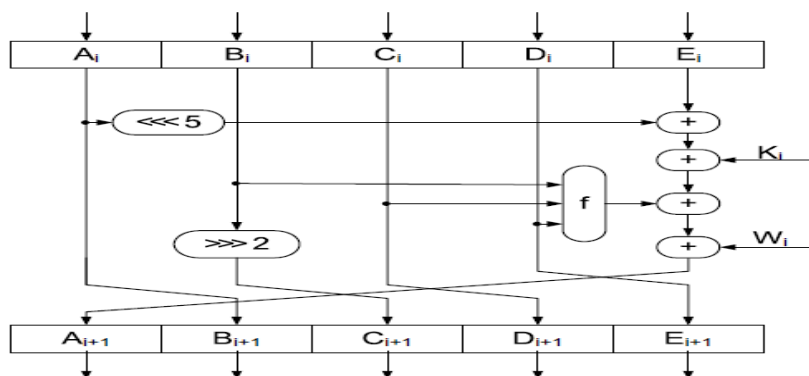 Ai Bi Ci Di Ei
<<< 5 +
+ Ki
f +
>>> 2 + Wi
Ai+1 Bi+1 Ci+1 Di+1 Ei+1